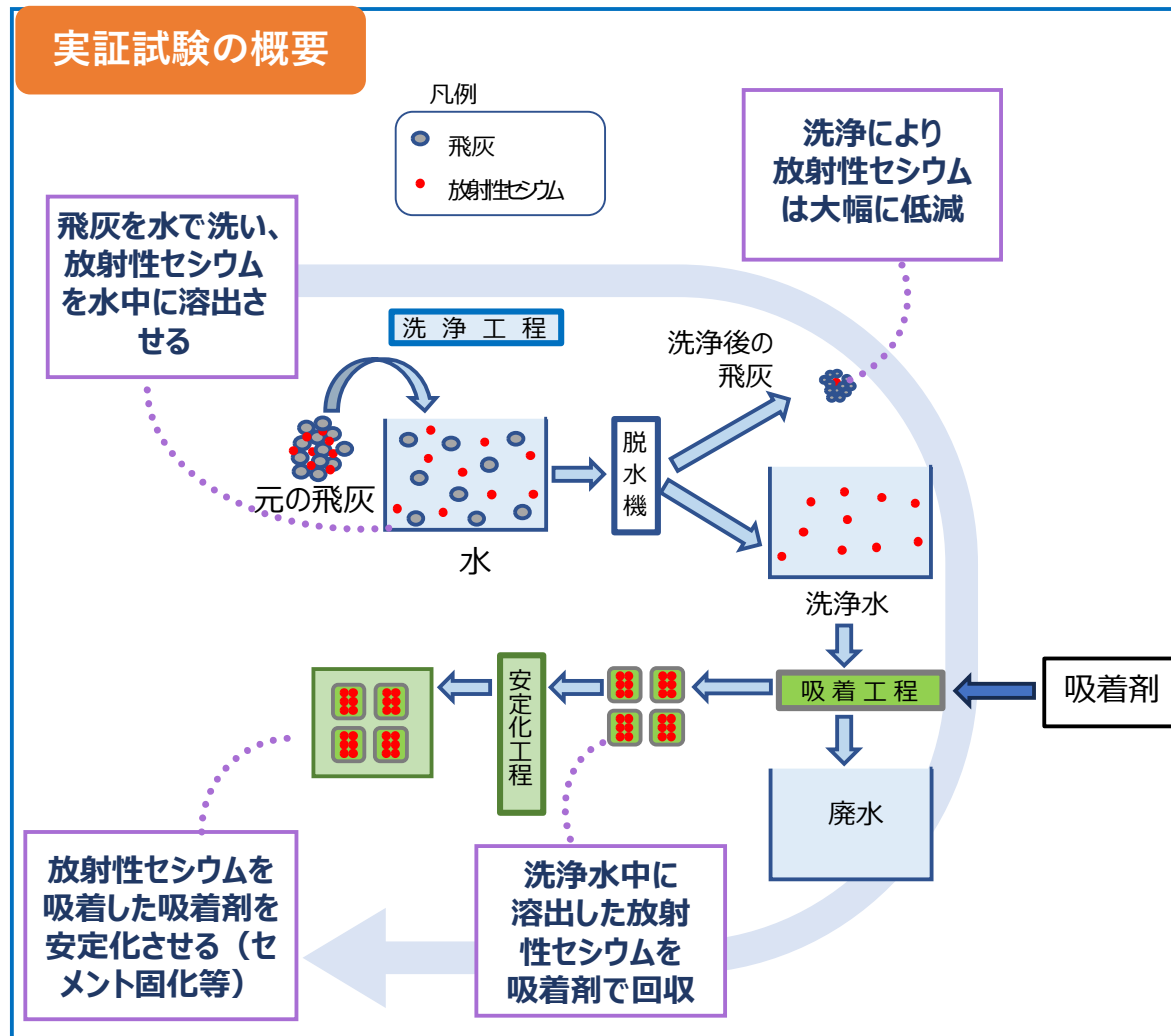 実証試験の概要
凡例
飛灰
放射性セシウム
洗浄により
放射性セシウム
は大幅に低減
飛灰を水で洗い、
放射性セシウム
を水中に溶出さ
せる
洗浄工程
洗浄後の
飛灰
元の飛灰
水
脱水機
洗浄水
吸着工程
吸着剤
安定化工程
廃水
放射性セシウムを
吸着した吸着剤を
安定化させる（セ
メント固化等）
洗浄水中に
溶出した放射
性セシウムを
吸着剤で回収